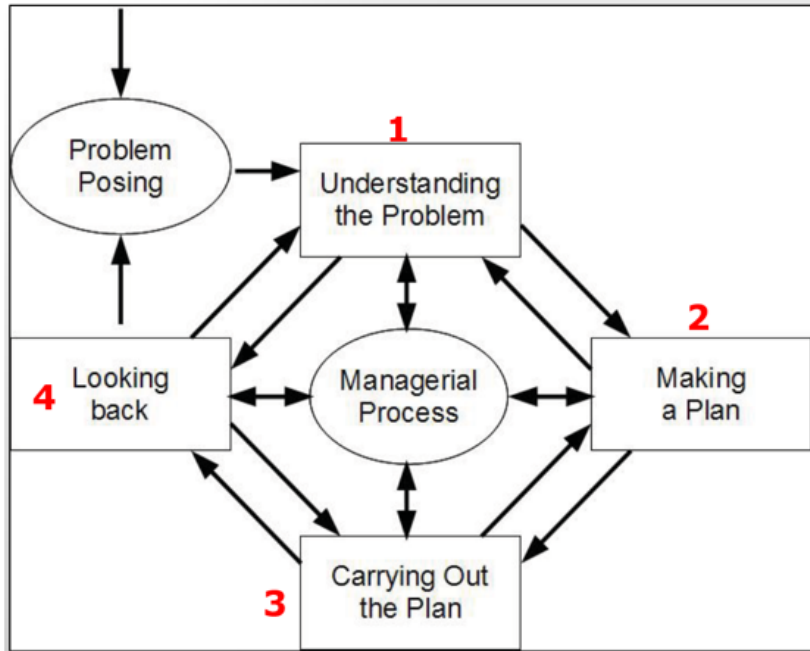 Problem
Posing
1
Understanding
the Problem
2
Making
a Plan
Managerial
Process
4
Looking
back
3
Carrying Out
the Plan